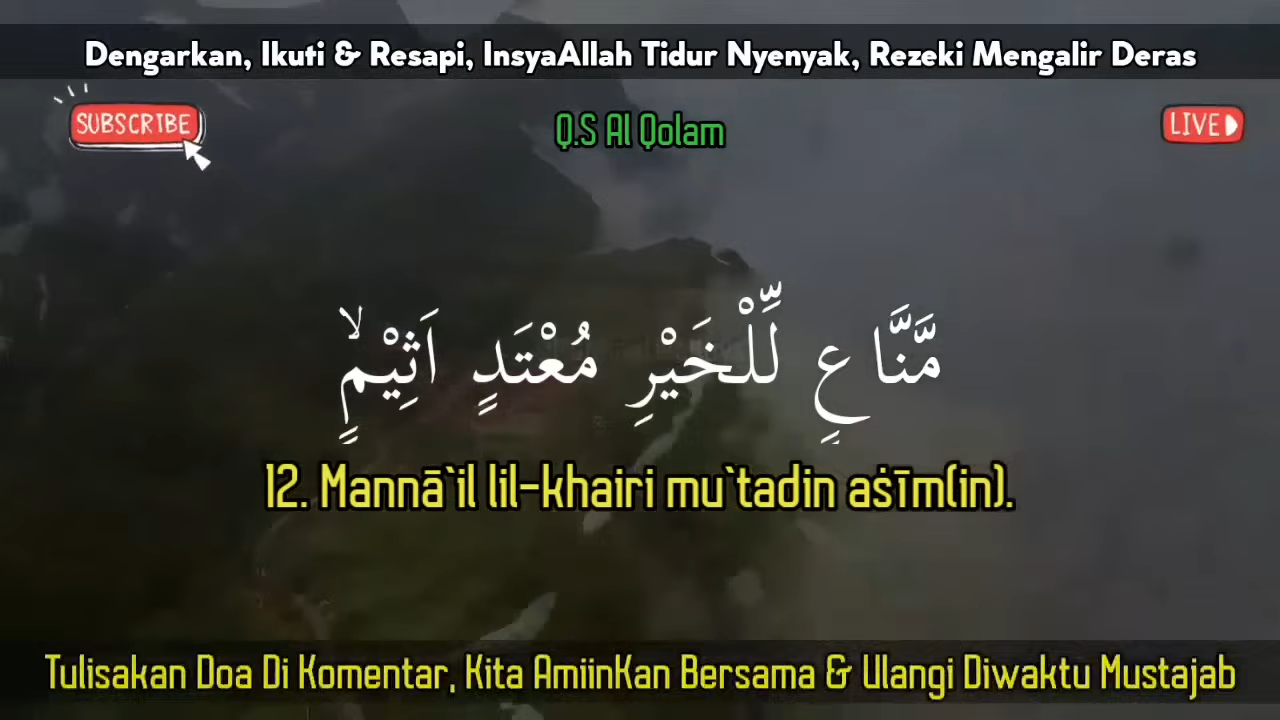 Dengarkan, Ikuti & Resapi, InsyaAllah Tidur Nyenyak, Rezeki Mengalir Deras
SUBSCRIBE
Q.S Al Qolam
LIVE
مَّنَّاعٍ لِّلْخَيْرِ مُعْتَدٍ اَثِيْمٍۙ
12. Mannā`il lil-khairi mu`tadin aṡīm(in).
Tulisakan Doa Di Komentar, Kita AmiinKan Bersama & Ulangi Diwaktu Mustajab